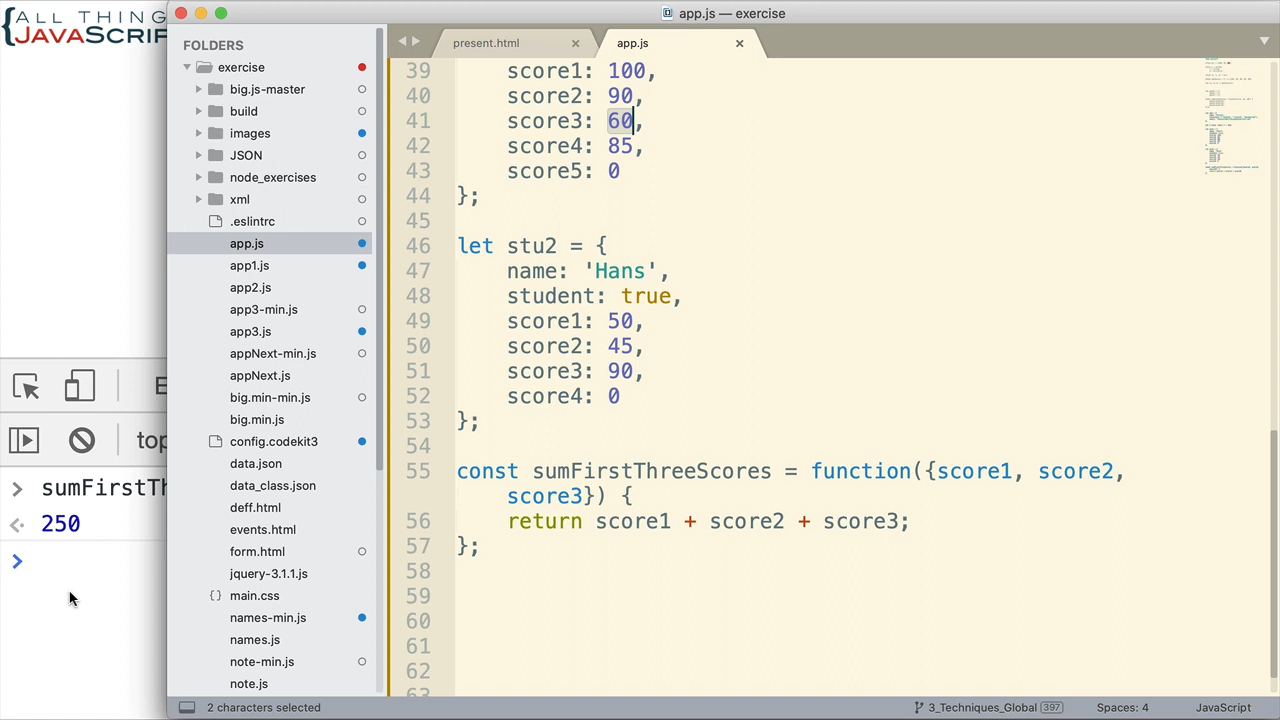 ALL THING
{JAVASCRIP
app.js — exercise
FOLDERS
exercise
big.js-master
build
images
JSON
node_exercises
xml
.eslintrc
app.js
app1.js
app2.js
app3-min.js
app3.js
appNext-min.js
appNext.js
big.min-min.js
big.min.js
config.codekit3
data.json
data_class.json
deff.html
events.html
form.html
jquery-3.1.1.js
{} main.css
names-min.js
names.js
note-min.js
note.js
present.html ×
app.js ×
39 score1: 100,
40 score2: 90,
41 score3: 60,
42 score4: 85,
43 score5: 0
44 };
45
46 let stu2 = {
47 name: 'Hans',
48 student: true,
49 score1: 50,
50 score2: 45,
51 score3: 90,
52 score4: 0
53 };
54
55 const sumFirstThreeScores = function({score1, score2,
score3}) {
56 return score1 + score2 + score3;
57 };
58
59
60
61
62
63
E
top
> sumFirstTh
250
>
2 characters selected
3_Techniques_Global 397
Spaces: 4
JavaScript